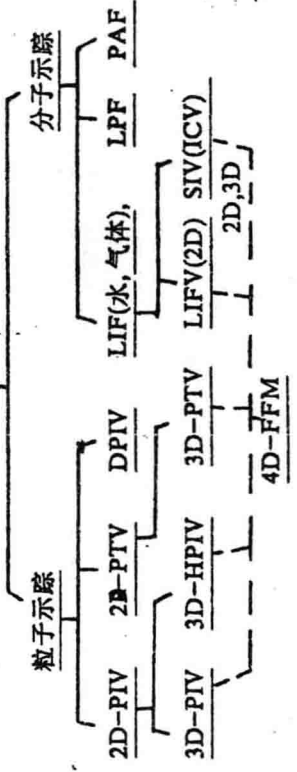 粒子示踪 分子示踪
2D-PIV 2D-PTV DPIV LIF(水,气体), LPF PAF
3D-PIV 3D-HPIV 3D-PTV LIFV(2D) SIV(ICV)
2D,3D
4D-FFM